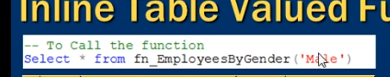 Inline Table Valued Fu
-- To Call the function
Select * from fn_EmployeesByGender('Male')